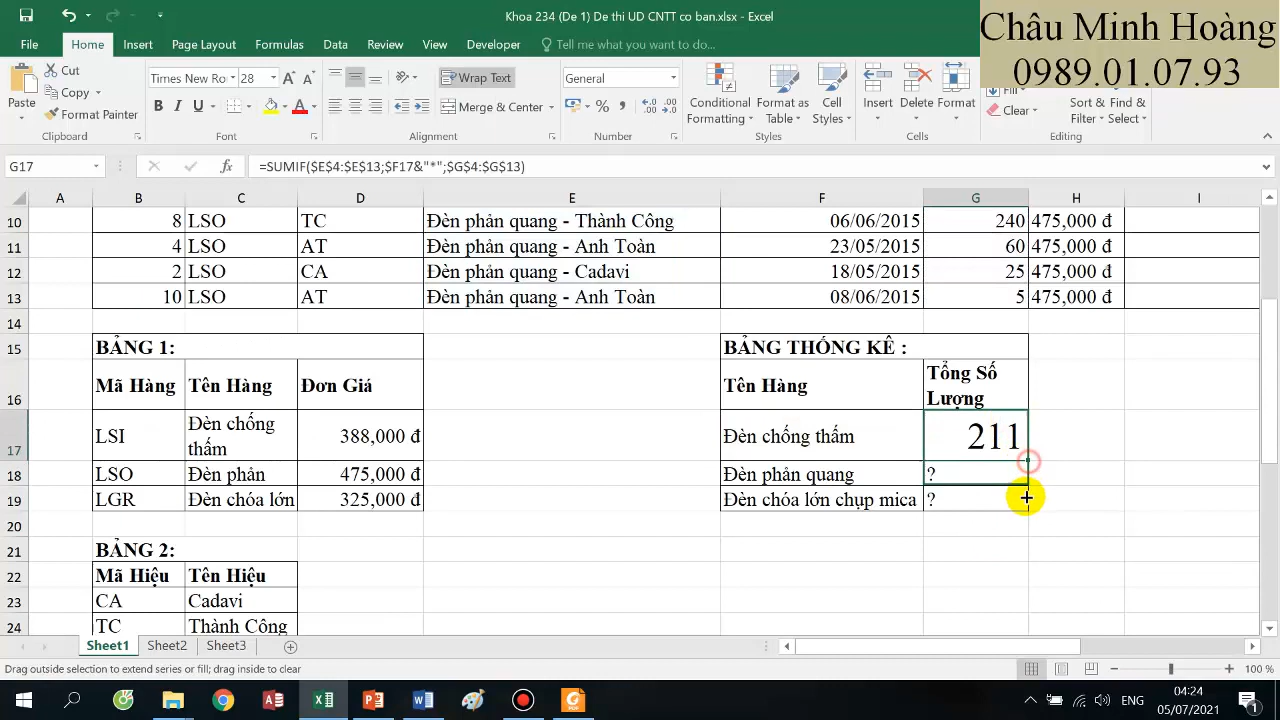 Khoa 234 (De 1) De thi UD CNTT co ban.xlsx - Excel
Châu Minh Hoàng
0989.01.07.93
File Home Insert Page Layout Formulas Data Review View Developer Tell me what you want to do...
Paste
Cut
Copy
Format Painter
Clipboard
Times New Ro 28
B I U
Font
Wrap Text
Merge & Center
Alignment
General
Number
Conditional Formatting
Format as Table
Cell Styles
Styles
Insert Delete Format
Fill
Clear
Sort & Filter
Find & Select
Editing
G17 =SUMIF($E$4:$E$13;$F17&"*";$G$4:$G$13)
A B C D E F G H I
10 8 LSO TC Đèn phản quang - Thành Công 06/06/2015 240 475,000 đ
11 4 LSO AT Đèn phản quang - Anh Toàn 23/05/2015 60 475,000 đ
12 2 LSO CA Đèn phản quang - Cadavi 18/05/2015 25 475,000 đ
13 10 LSO AT Đèn phản quang - Anh Toàn 08/06/2015 5 475,000 đ
14
15 BẢNG 1: BẢNG THỐNG KÊ :
16 Mã Hàng Tên Hàng Đơn Giá Tên Hàng Tổng Số Lượng
17 LSI Đèn chống thấm 388,000 đ Đèn chống thấm 211
18 LSO Đèn phản 475,000 đ Đèn phản quang ?
19 LGR Đèn chóa lớn 325,000 đ Đèn chóa lớn chụp mica ?
20
21 BẢNG 2:
22 Mã Hiệu Tên Hiệu
23 CA Cadavi
24 TC Thành Công
Sheet1 Sheet2 Sheet3
Drag outside selection to extend series or fill; drag inside to clear 100 %
ENG 04:24
05/07/2021